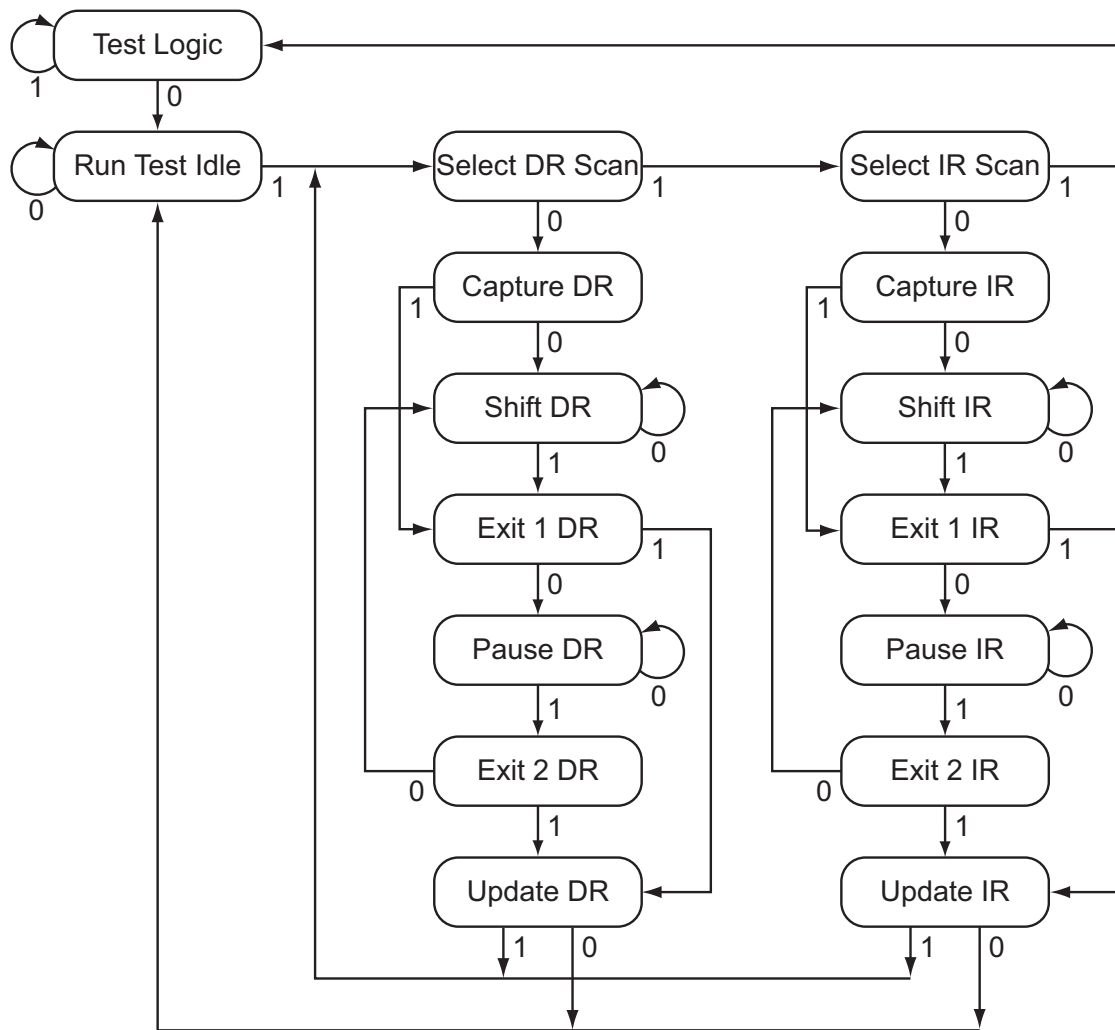 Test Logic
1
0
Run Test Idle
0
1
Select DR Scan
1
0
Select IR Scan
1
0
Capture DR
1
0
Capture IR
1
0
Shift DR
0
1
Shift IR
0
1
Exit 1 DR
1
0
Exit 1 IR
1
0
Pause DR
0
1
Pause IR
0
1
Exit 2 DR
0
1
Exit 2 IR
0
1
Update DR
1
0
Update IR
1
0